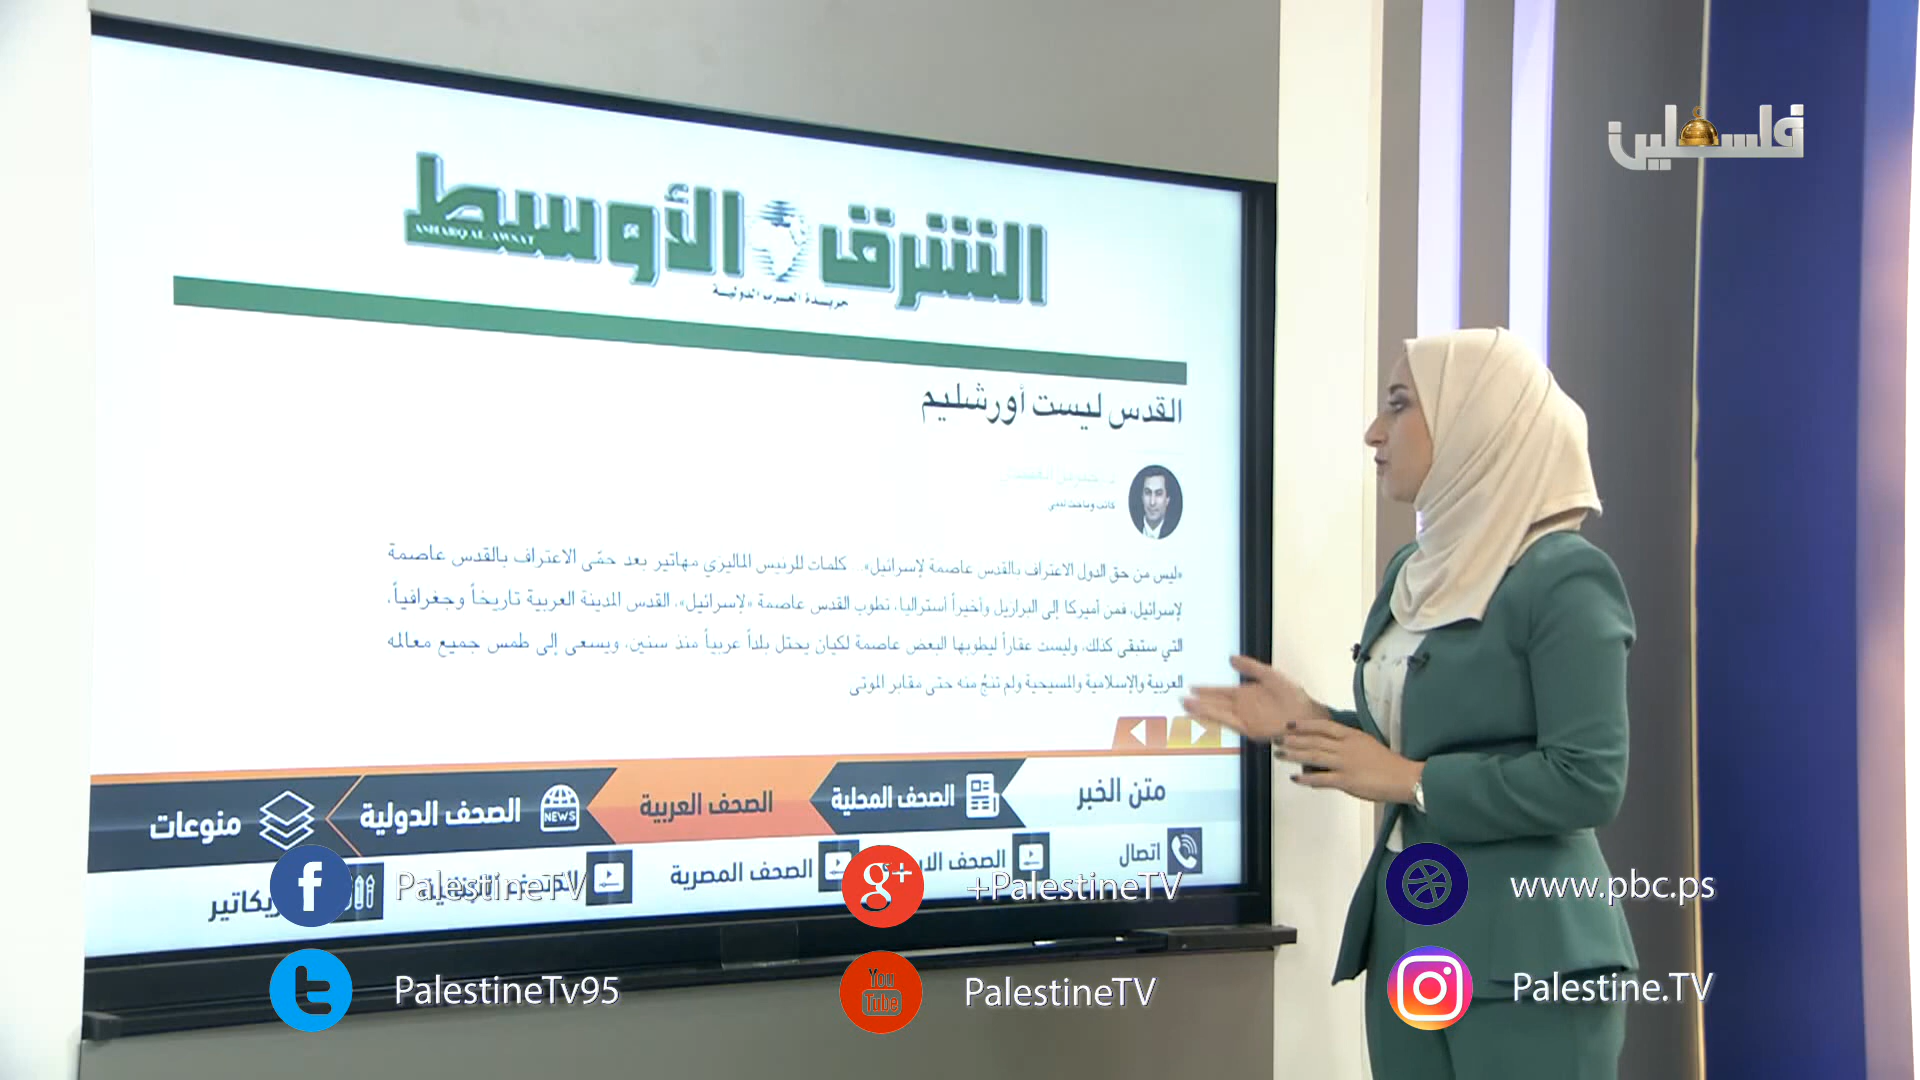 فلسطين
الشرق الأوسط
ASHARQ AL-AWSAT
جريدة العرب الدولية
القدس ليست أورشليم
«ليس من حق الدول الاعتراف بالقدس عاصمة لإسرائيل»... كلمات للرئيس الماليزي مهاتير بعد حمّى الاعتراف بالقدس عاصمة
لإسرائيل، فمن أميركا إلى البرازيل وأخيراً أستراليا، تطوب القدس عاصمة «لإسرائيل»، القدس المدينة العربية تاريخاً وجغرافياً،
التي ستبقى كذلك، وليست عقاراً ليطوبها البعض عاصمة لكيان يحتل بلداً عربياً منذ سنين، ويسعى إلى طمس جميع معالمه
العربية والإسلامية والمسيحية ولم تنجُ منه حتى مقابر الموتى
متن الخبر
الصحف المحلية
الصحف العربية
NEWS
الصحف الدولية
منوعات
اتصال
الصحف
الصحف المصرية
PalestineTV
+PalestineTV
www.pbc.ps
PalestineTv95
You Tube
PalestineTV
Palestine.TV